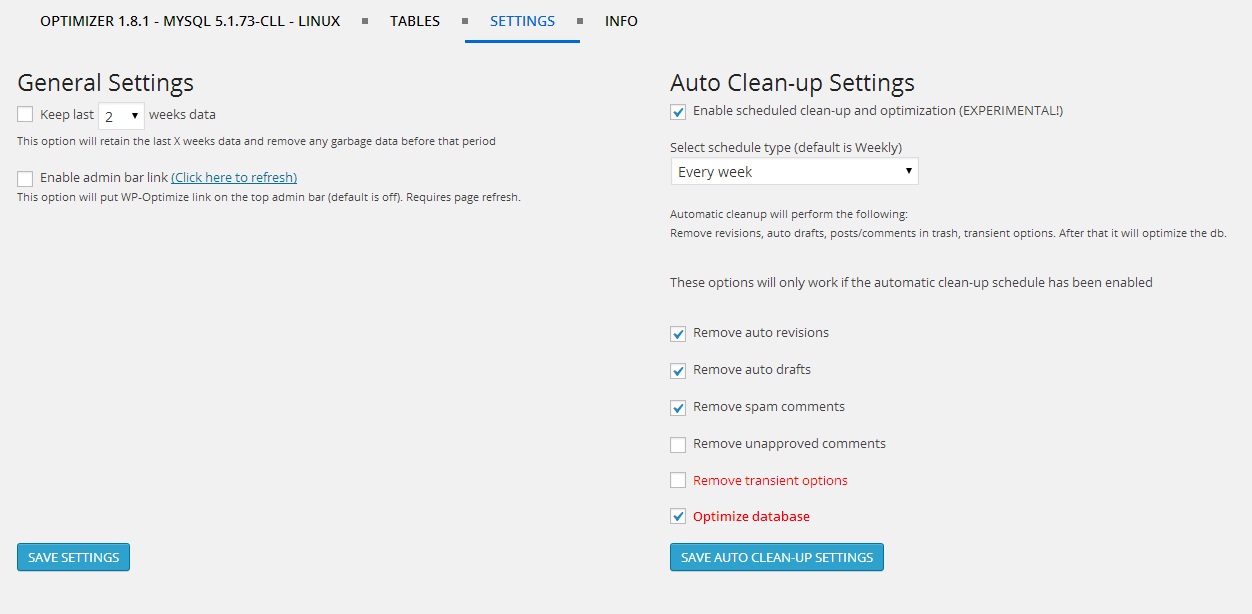 OPTIMIZER 1.8.1 - MYSQL 5.1.73-CLL - LINUX TABLES SETTINGS INFO
General Settings
Keep last 2 weeks data
This option will retain the last X weeks data and remove any garbage data before that period
Enable admin bar link (Click here to refresh)
This option will put WP-Optimize link on the top admin bar (default is off). Requires page refresh.
SAVE SETTINGS
Auto Clean-up Settings
Enable scheduled clean-up and optimization (EXPERIMENTAL!)
Select schedule type (default is Weekly)
Every week
Automatic cleanup will perform the following:
Remove revisions, auto drafts, posts/comments in trash, transient options. After that it will optimize the db.
These options will only work if the automatic clean-up schedule has been enabled
Remove auto revisions
Remove auto drafts
Remove spam comments
Remove unapproved comments
Remove transient options
Optimize database
SAVE AUTO CLEAN-UP SETTINGS